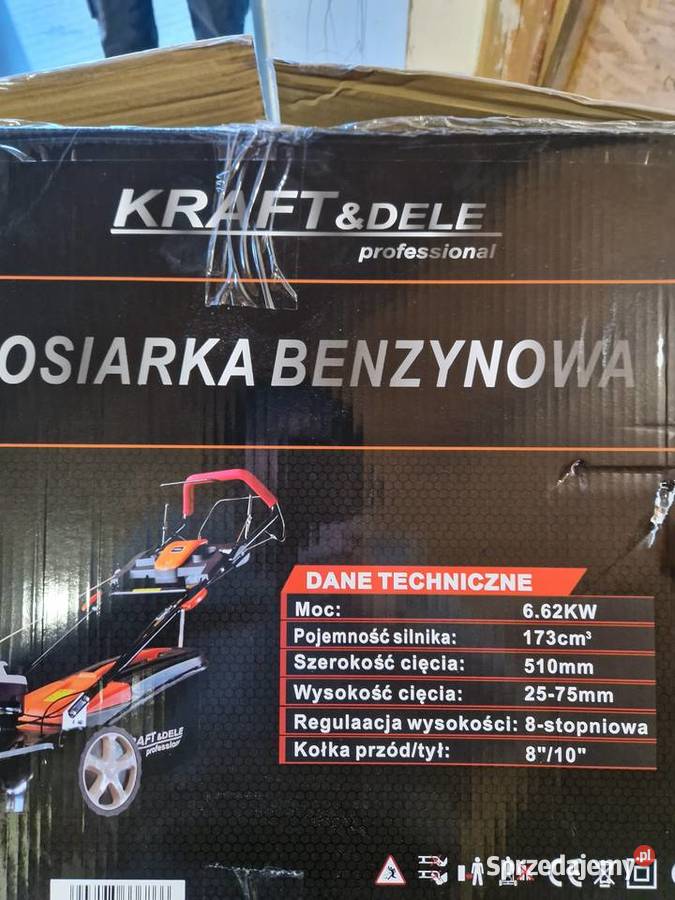 KRAFT&DELE
professional
OSIARKA BENZYNOWA
DANE TECHNICZNE
Moc: 6.62KW
Pojemność silnika: 173cm³
Szerokość cięcia: 510mm
Wysokość cięcia: 25-75mm
Regulaacja wysokości: 8-stopniowa
Kołka przód/tył: 8"/10"
AFT&DELE
professional
Sprzedajemy.pl